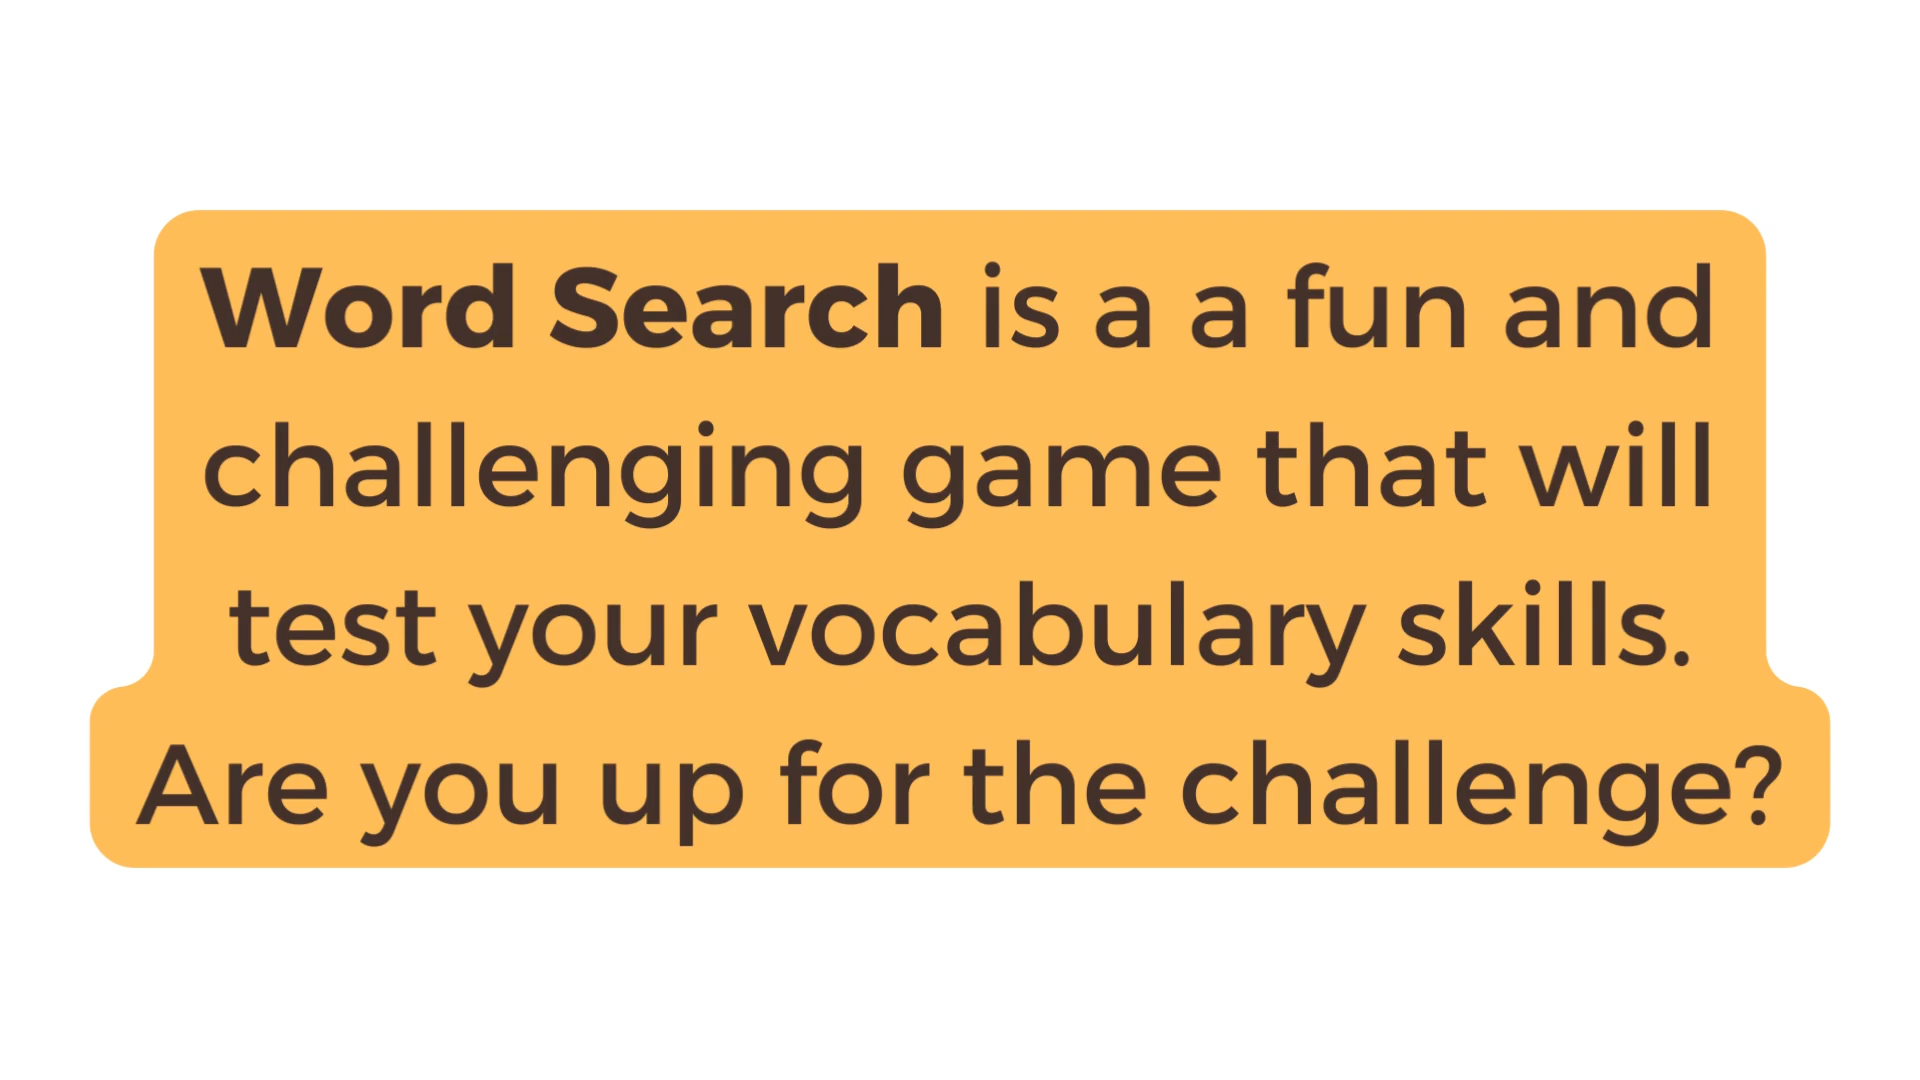 Word Search is a a fun and
challenging game that will
test your vocabulary skills.
Are you up for the challenge?